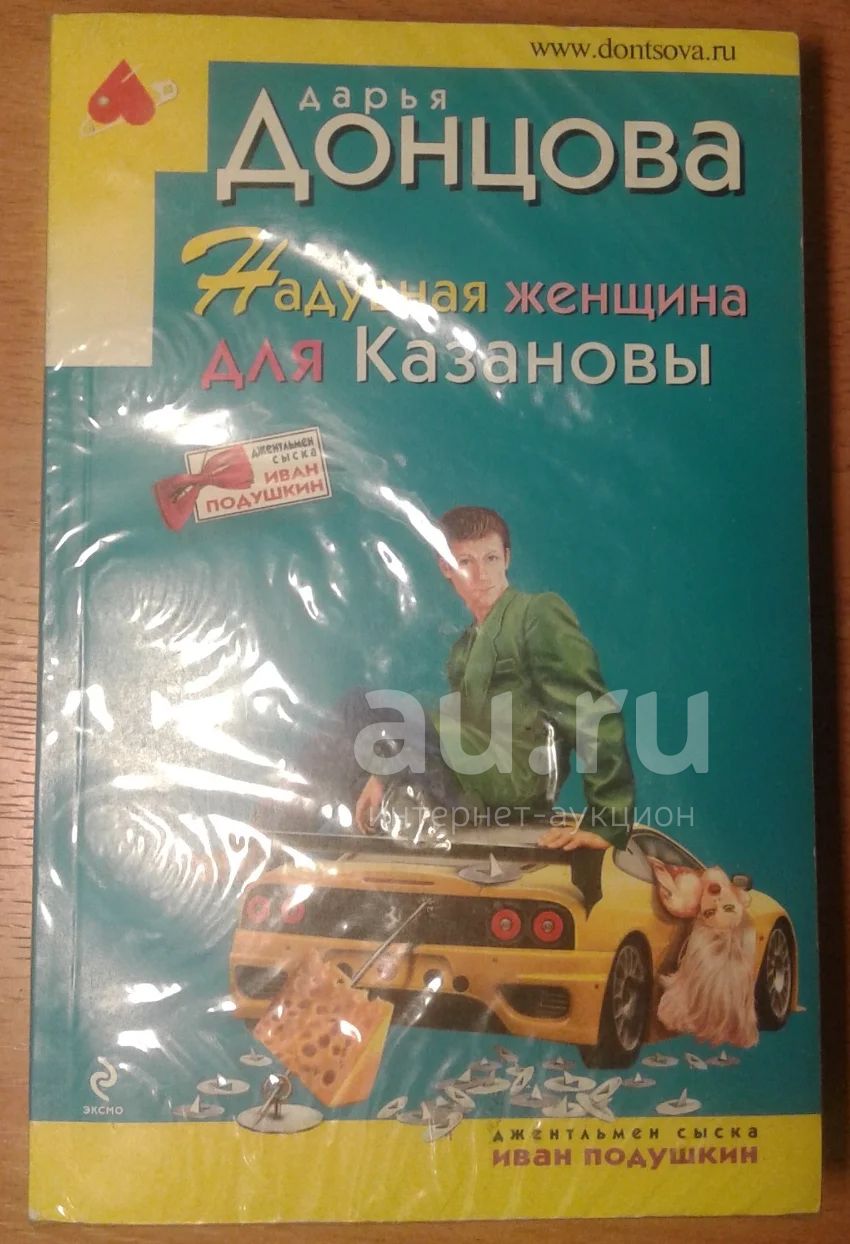 www.dontsova.ru
дарья
Донцова
Надувная женщина
для Казановы
джентльмен
сыска
Иван
Подушкин
au.ru
интернет-аукцион
эксмо
джентльмен сыска
Иван Подушкин